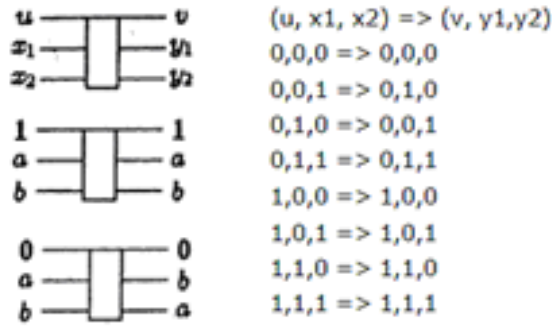 u v
x1 y1
x2 y2
1 1
a a
b b
0 0
a b
b a
(u, x1, x2) => (v, y1,y2)
0,0,0 => 0,0,0
0,0,1 => 0,1,0
0,1,0 => 0,0,1
0,1,1 => 0,1,1
1,0,0 => 1,0,0
1,0,1 => 1,0,1
1,1,0 => 1,1,0
1,1,1 => 1,1,1